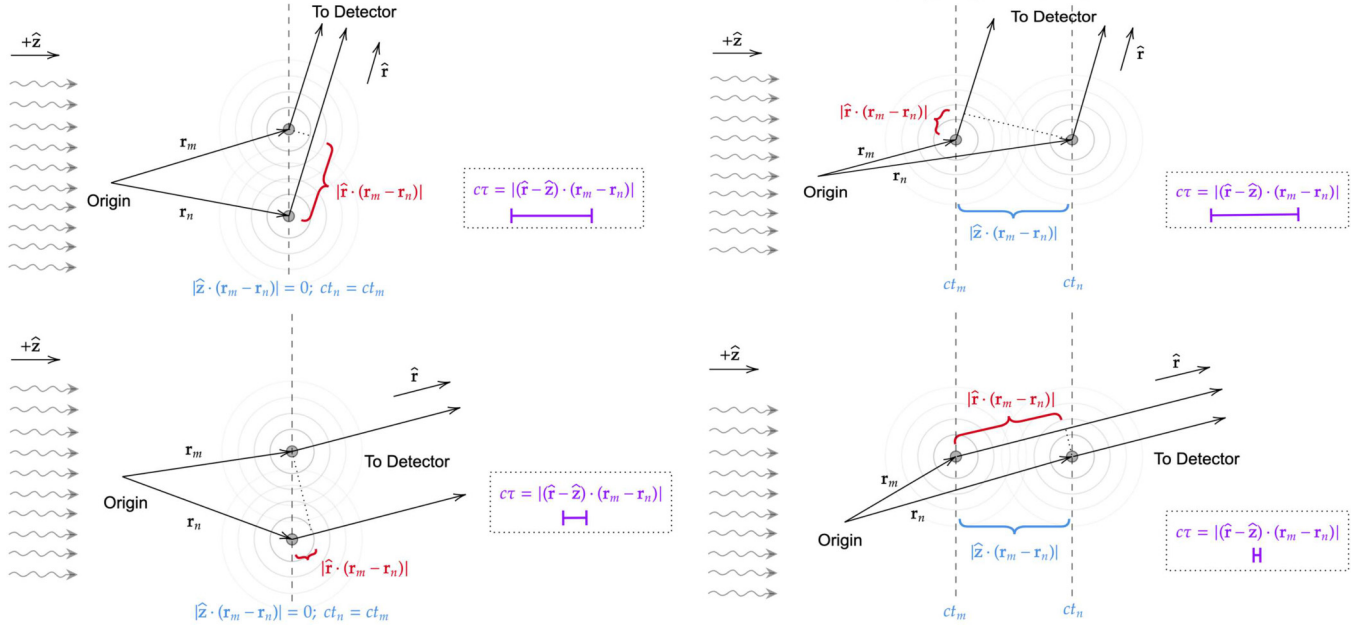 To Detector
+ẑ
r̂
r_m
|r̂ · (r_m − r_n)|
Origin
r_n
cτ = |(r̂ − ẑ) · (r_m − r_n)|
|ẑ · (r_m − r_n)| = 0; ct_n = ct_m
To Detector
+ẑ
r̂
|r̂ · (r_m − r_n)|
r_m
r_n
Origin
cτ = |(r̂ − ẑ) · (r_m − r_n)|
|ẑ · (r_m − r_n)|
ct_m
ct_n
+ẑ
r̂
r_m
To Detector
Origin
r_n
cτ = |(r̂ − ẑ) · (r_m − r_n)|
|r̂ · (r_m − r_n)|
|ẑ · (r_m − r_n)| = 0; ct_n = ct_m
+ẑ
r̂
|r̂ · (r_m − r_n)|
To Detector
r_m
r_n
Origin
cτ = |(r̂ − ẑ) · (r_m − r_n)|
|ẑ · (r_m − r_n)|
ct_m
ct_n